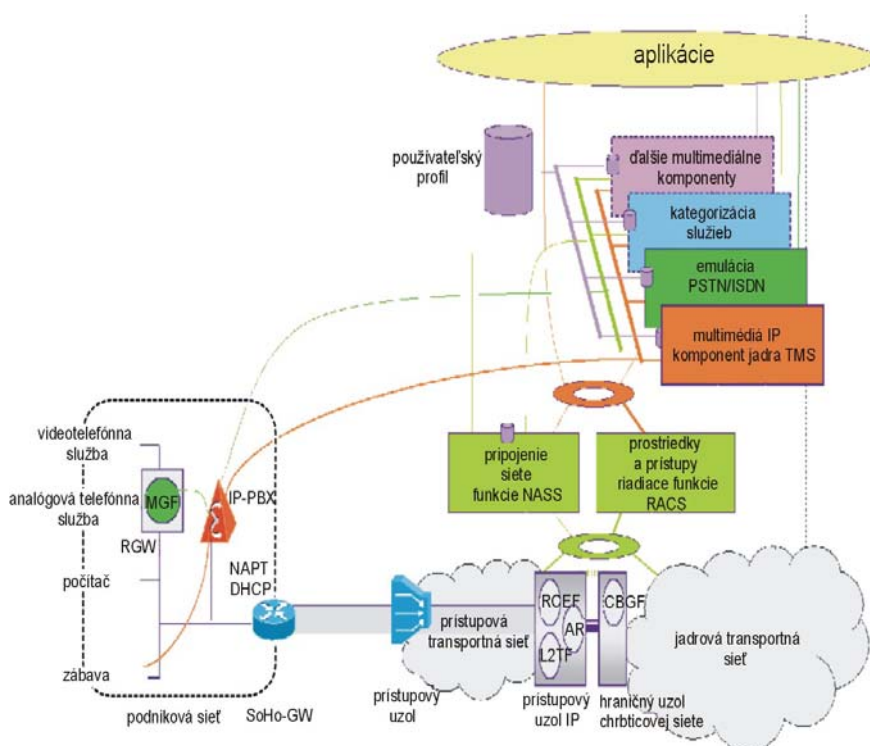 aplikácie
používateľský
profil
ďalšie multimediálne
komponenty
kategorizácia
služieb
emulácia
PSTN/ISDN
multimédiá IP
komponent jadra TMS
pripojenie
siete
funkcie NASS
prostriedky
a prístupy
riadiace funkcie
RACS
videotelefónna
služba
analógová telefónna
služba
MGF
IP-PBX
RGW
počítač
NAPT
DHCP
zábava
podniková sieť
SoHo-GW
prístupový
uzol
prístupová
transportná sieť
RCEF
AR
L2TF
CBGF
prístupový
uzol IP
hraničný uzol
chrbticovej siete
jadrová transportná
sieť